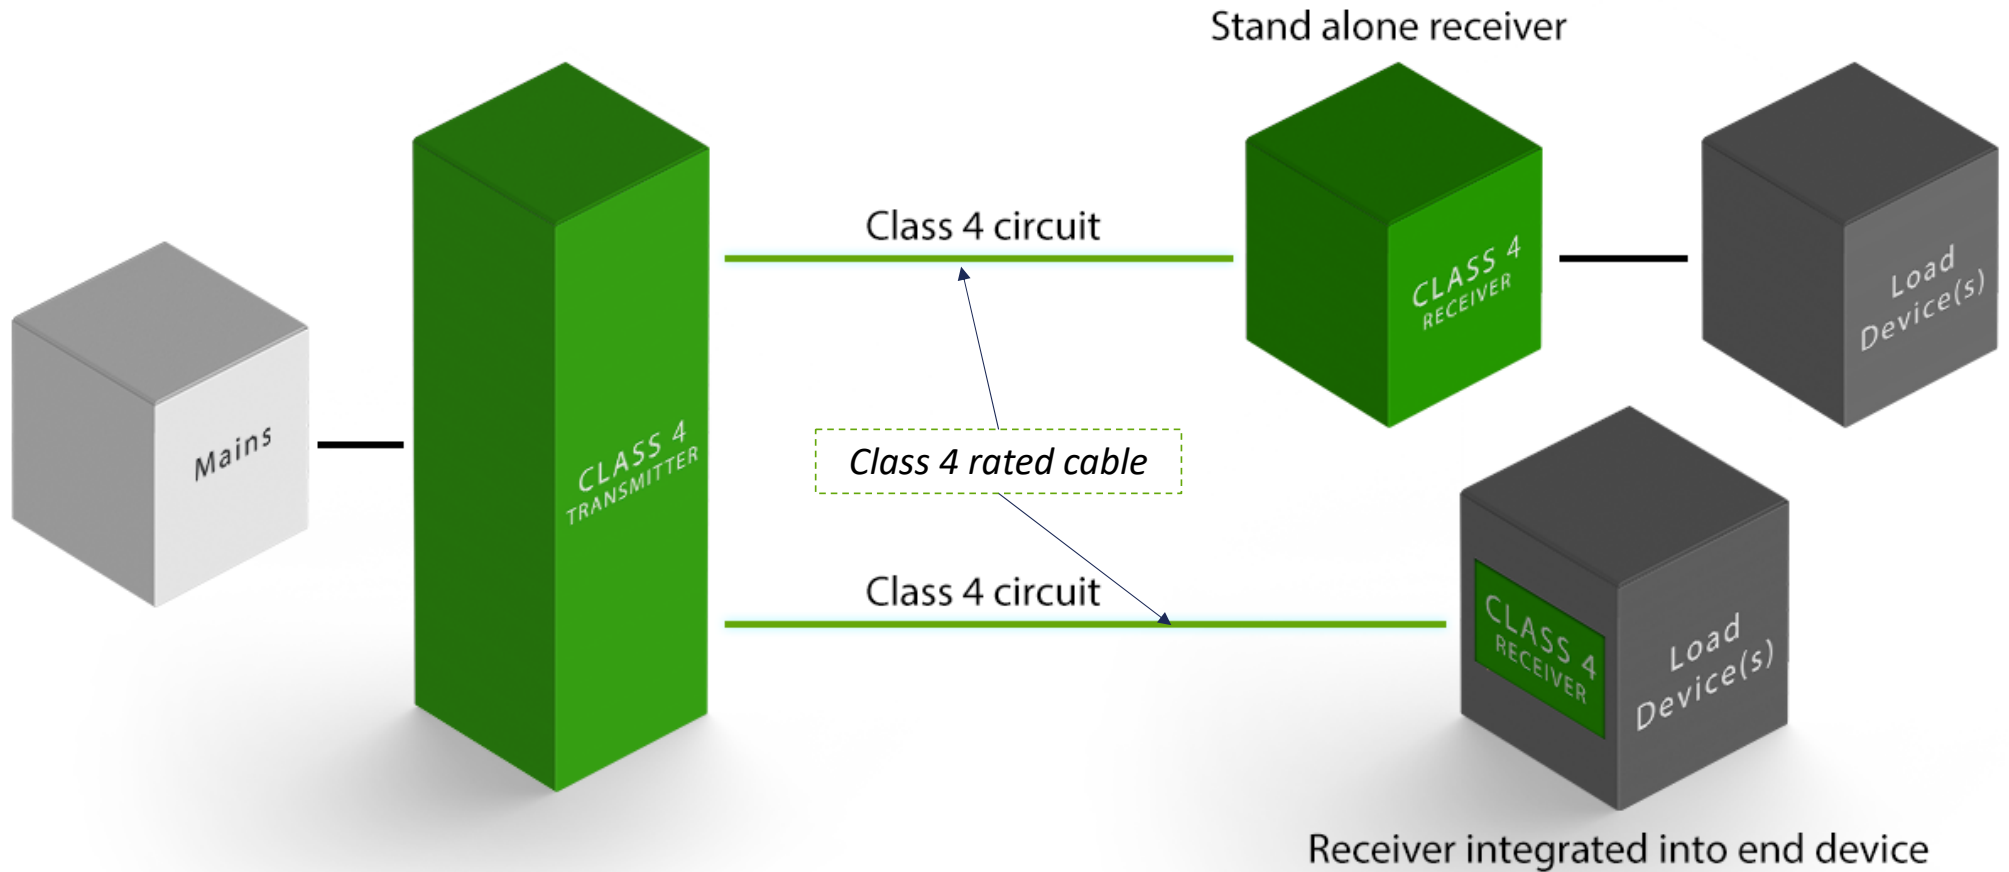 Stand alone receiver
Class 4 circuit
CLASS 4
RECEIVER
Load
Device(s)
Mains
CLASS 4
TRANSMITTER
Class 4 rated cable
Class 4 circuit
CLASS 4
RECEIVER
Load
Device(s)
Receiver integrated into end device